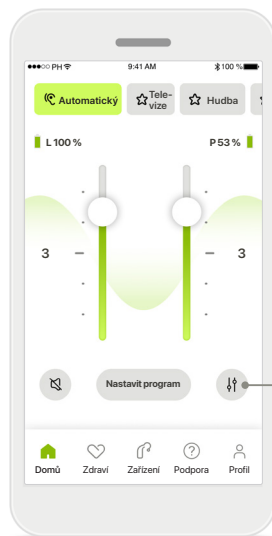 ●●●○○ PH 9:41 AM 100 %
Automatický
Tele-
vize
Hudba
L 100 % P 53 %
3 3
Nastavit program
Domů Zdraví Zařízení Podpora Profil